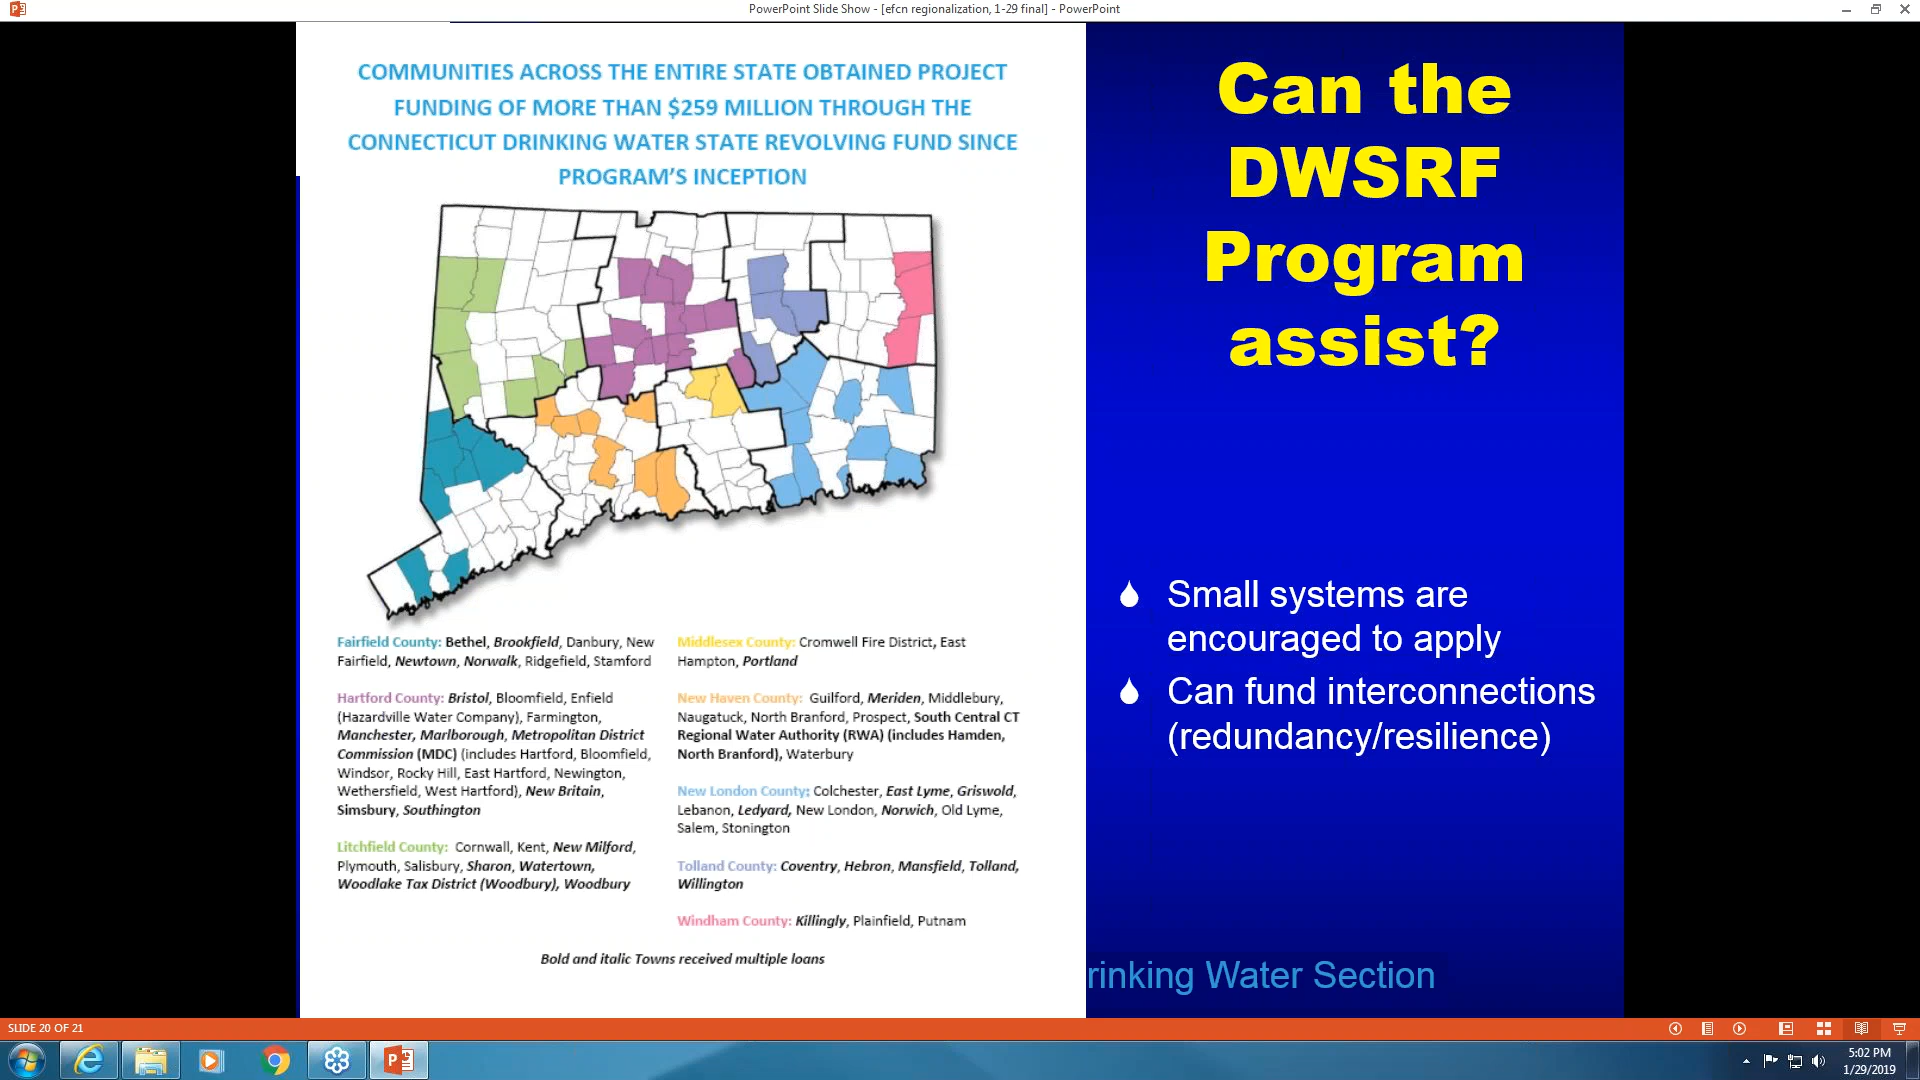 PowerPoint Slide Show - [efcn regionalization, 1-29 final] - PowerPoint
COMMUNITIES ACROSS THE ENTIRE STATE OBTAINED PROJECT
FUNDING OF MORE THAN $259 MILLION THROUGH THE
CONNECTICUT DRINKING WATER STATE REVOLVING FUND SINCE
PROGRAM'S INCEPTION
Fairfield County: Bethel, Brookfield, Danbury, New
Fairfield, Newtown, Norwalk, Ridgefield, Stamford
Hartford County: Bristol, Bloomfield, Enfield
(Hazardville Water Company), Farmington,
Manchester, Marlborough, Metropolitan District
Commission (MDC) (includes Hartford, Bloomfield,
Windsor, Rocky Hill, East Hartford, Newington,
Wethersfield, West Hartford), New Britain,
Simsbury, Southington
Litchfield County: Cornwall, Kent, New Milford,
Plymouth, Salisbury, Sharon, Watertown,
Woodlake Tax District (Woodbury), Woodbury
Middlesex County: Cromwell Fire District, East
Hampton, Portland
New Haven County: Guilford, Meriden, Middlebury,
Naugatuck, North Branford, Prospect, South Central CT
Regional Water Authority (RWA) (includes Hamden,
North Branford), Waterbury
New London County: Colchester, East Lyme, Griswold,
Lebanon, Ledyard, New London, Norwich, Old Lyme,
Salem, Stonington
Tolland County: Coventry, Hebron, Mansfield, Tolland,
Willington
Windham County: Killingly, Plainfield, Putnam
Bold and italic Towns received multiple loans
Can the
DWSRF
Program
assist?
Small systems are
encouraged to apply
Can fund interconnections
(redundancy/resilience)
rinking Water Section
SLIDE 20 OF 21
5:02 PM
1/29/2019